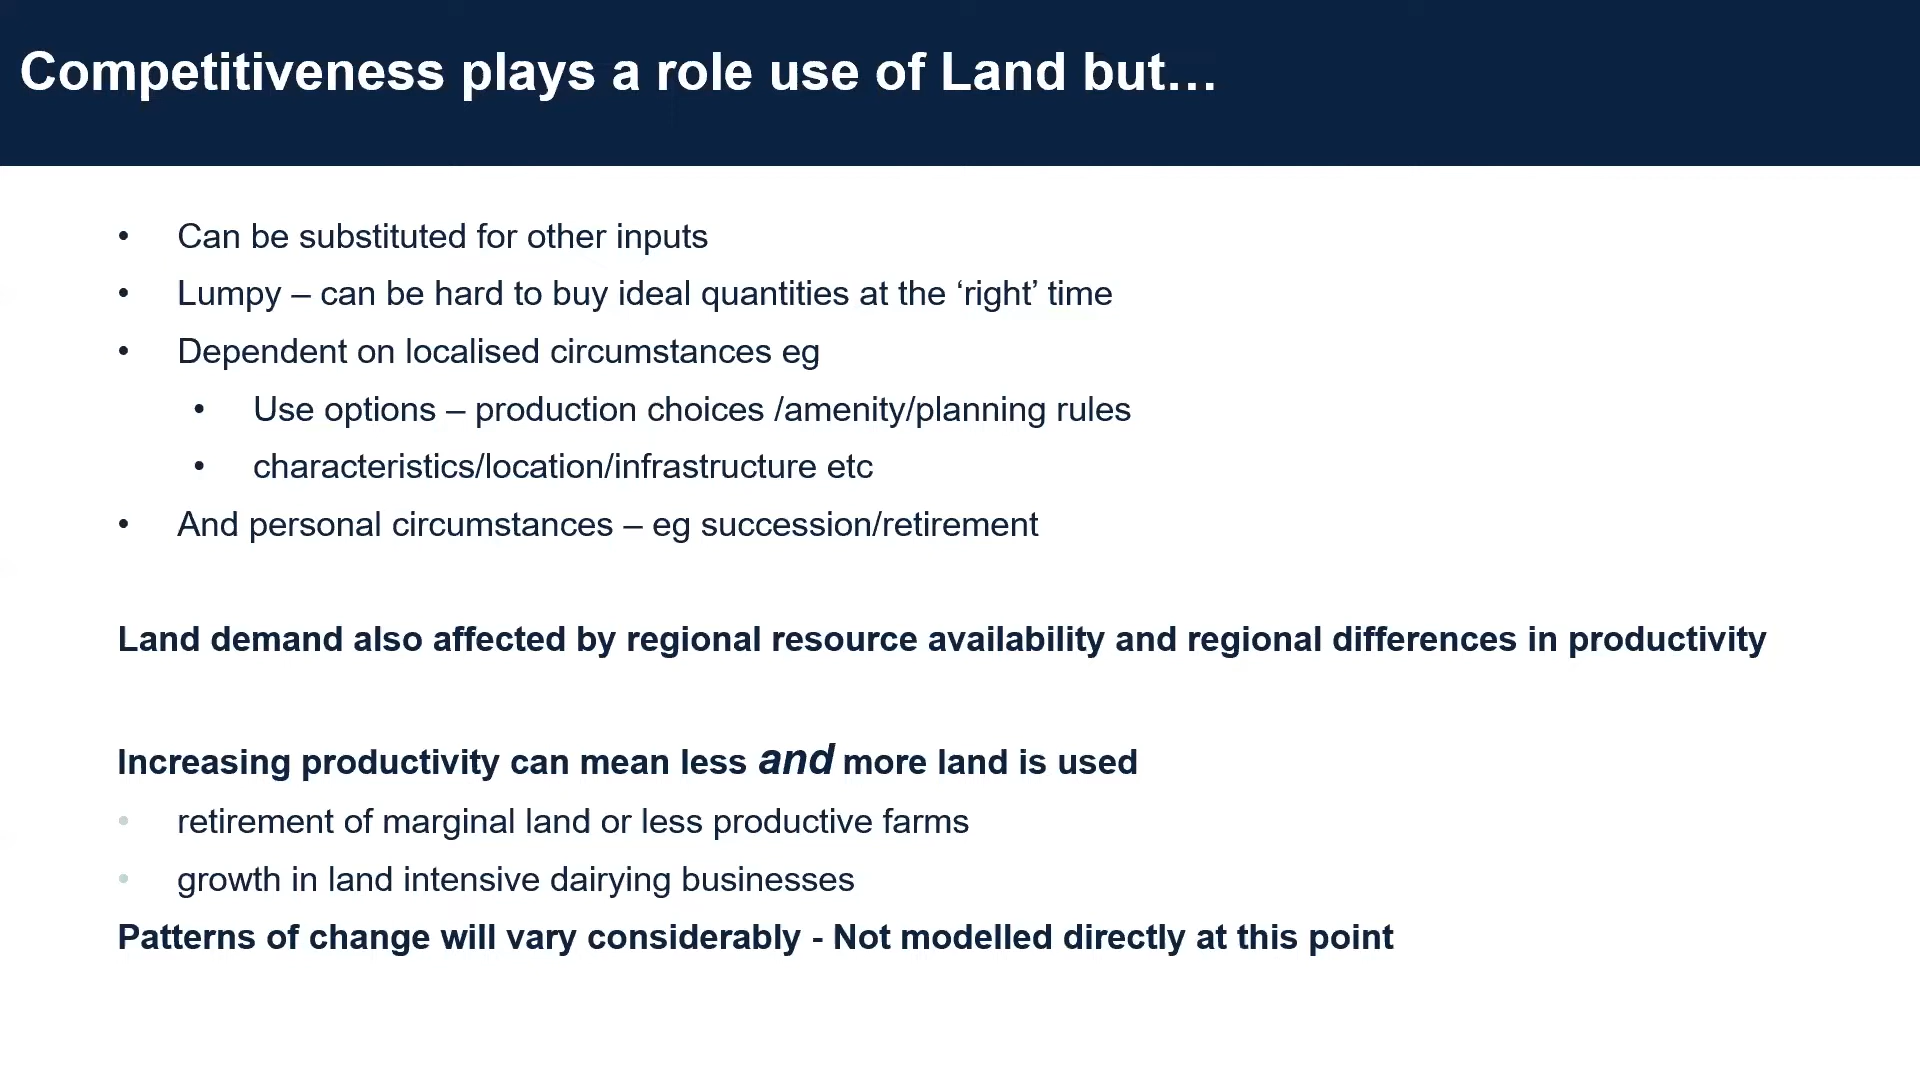 Competitiveness plays a role use of Land but…
• Can be substituted for other inputs
• Lumpy – can be hard to buy ideal quantities at the ‘right’ time
• Dependent on localised circumstances eg
• Use options – production choices /amenity/planning rules
• characteristics/location/infrastructure etc
• And personal circumstances – eg succession/retirement
Land demand also affected by regional resource availability and regional differences in productivity
Increasing productivity can mean less and more land is used
• retirement of marginal land or less productive farms
• growth in land intensive dairying businesses
Patterns of change will vary considerably - Not modelled directly at this point